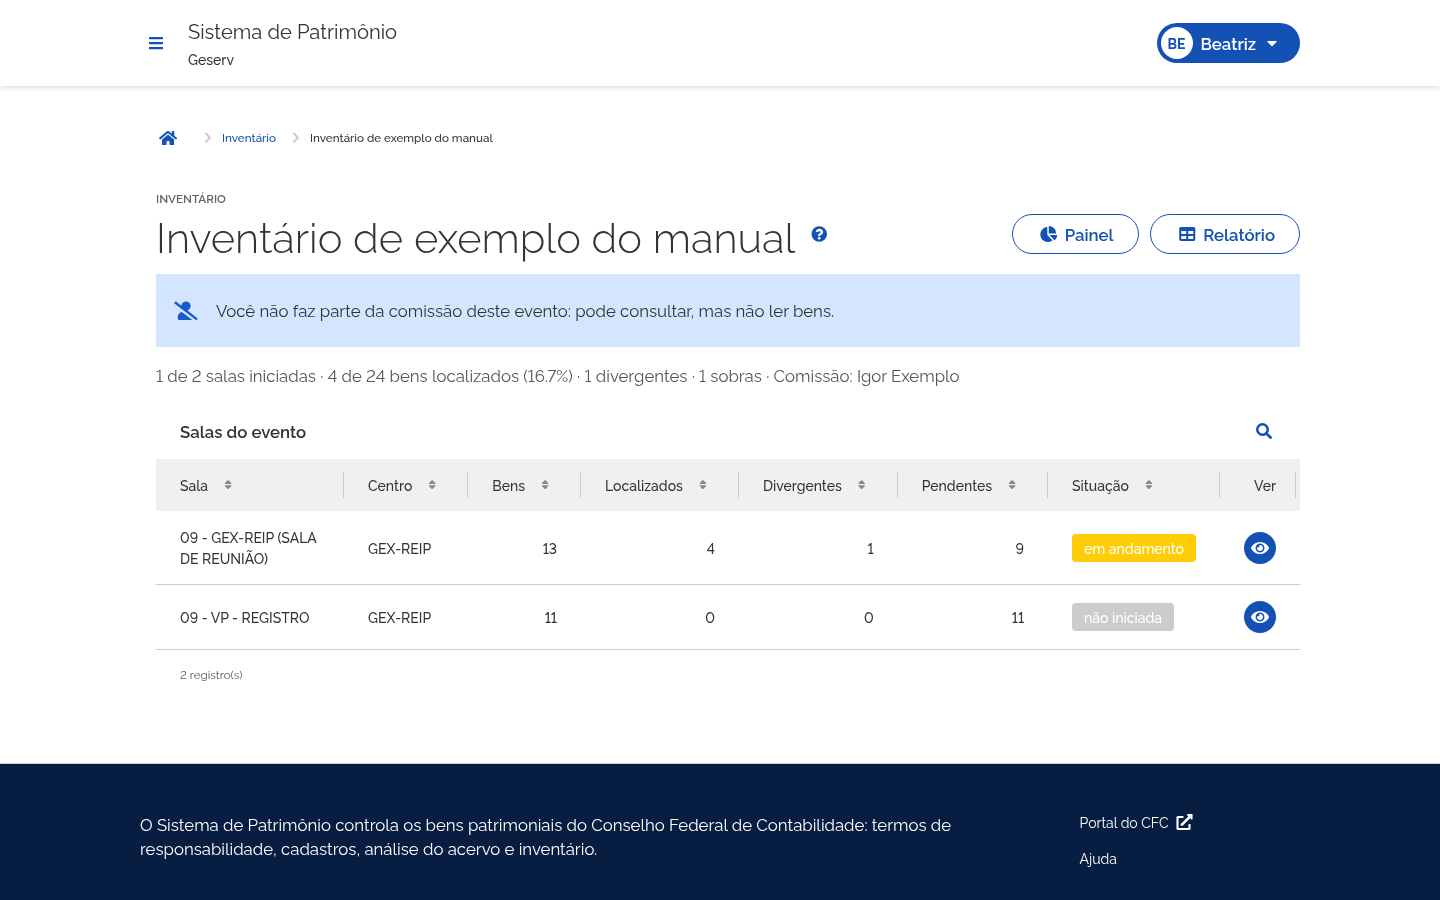 Sistema de Patrimônio
Geserv
BE Beatriz
Inventário
Inventário de exemplo do manual
INVENTÁRIO
Inventário de exemplo do manual
Painel
Relatório
Você não faz parte da comissão deste evento: pode consultar, mas não ler bens.
1 de 2 salas iniciadas · 4 de 24 bens localizados (16.7%) · 1 divergentes · 1 sobras · Comissão: Igor Exemplo
Salas do evento
Sala Centro Bens Localizados Divergentes Pendentes Situação Ver
09 - GEX-REIP (SALA
DE REUNIÃO) GEX-REIP 13 4 1 9 em andamento
09 - VP - REGISTRO GEX-REIP 11 0 0 11 não iniciada
2 registro(s)
O Sistema de Patrimônio controla os bens patrimoniais do Conselho Federal de Contabilidade: termos de
responsabilidade, cadastros, análise do acervo e inventário.
Portal do CFC
Ajuda